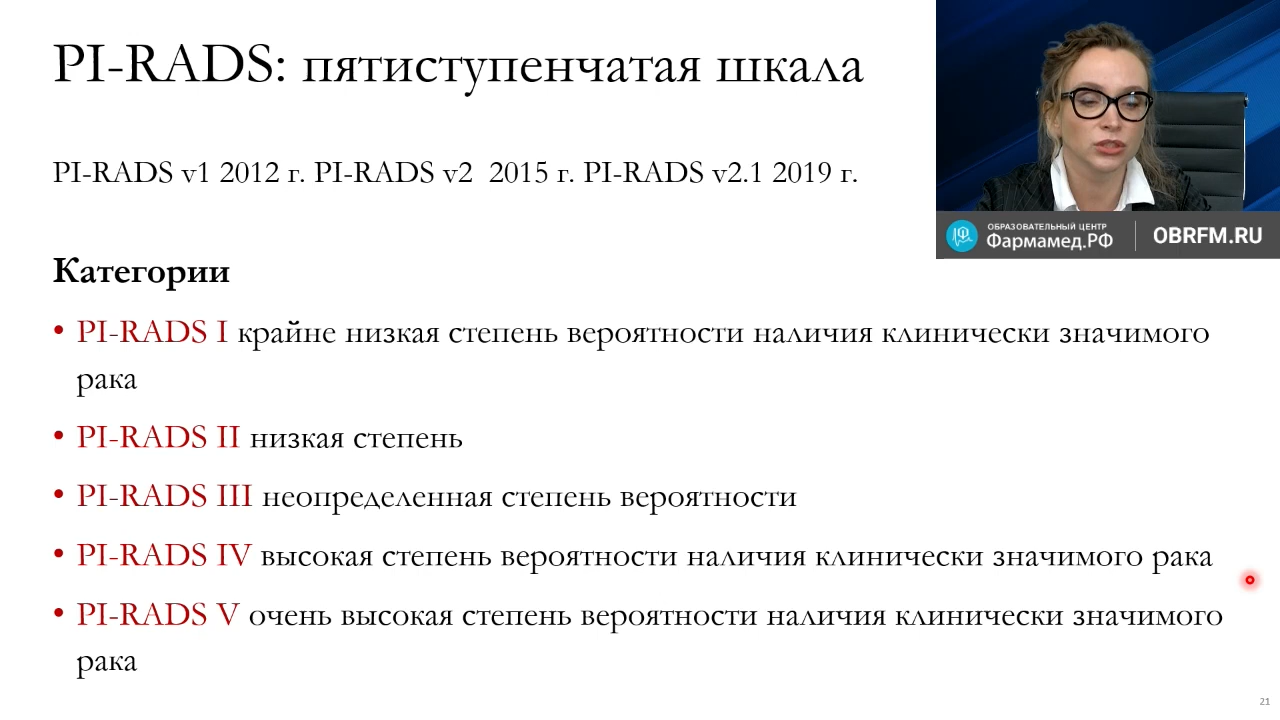 PI-RADS: пятиступенчатая шкала
PI-RADS v1 2012 г. PI-RADS v2 2015 г. PI-RADS v2.1 2019 г.
ОБРАЗОВАТЕЛЬНЫЙ ЦЕНТР
Фармамед.РФ
OBRFM.RU
Категории
• PI-RADS I крайне низкая степень вероятности наличия клинически значимого
рака
• PI-RADS II низкая степень
• PI-RADS III неопределенная степень вероятности
• PI-RADS IV высокая степень вероятности наличия клинически значимого рака
• PI-RADS V очень высокая степень вероятности наличия клинически значимого
рака
21